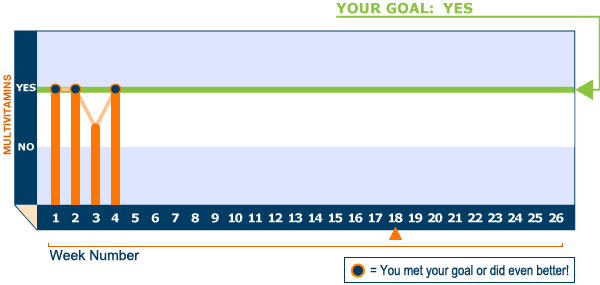 YOUR GOAL: YES
MULTIVITAMINS
YES
NO
1 2 3 4 5 6 7 8 9 10 11 12 13 14 15 16 17 18 19 20 21 22 23 24 25 26
Week Number
= You met your goal or did even better!